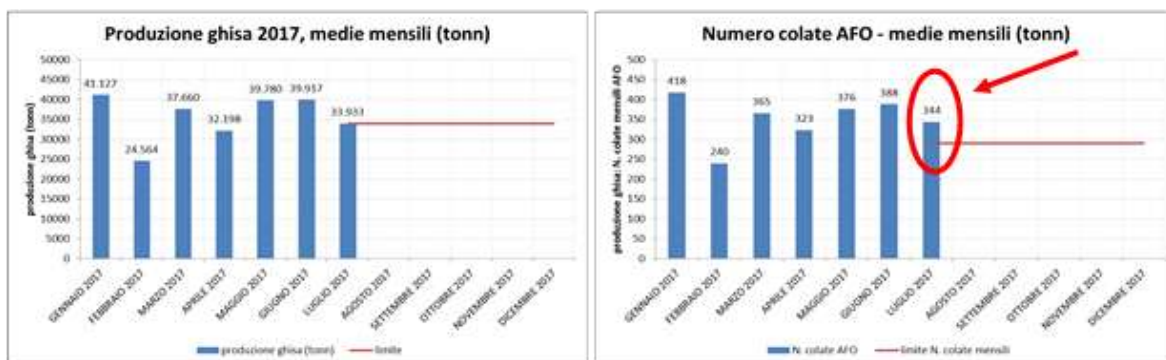 Produzione ghisa 2017, medie mensili (tonn)
produzione ghisa (tonn)
50000
45000
40000
35000
30000
25000
20000
15000
10000
5000
0
41.127
24.564
37.660
32.198
39.780
39.937
33.933
GENNAIO 2017
FEBBRAIO 2017
MARZO 2017
APRILE 2017
MAGGIO 2017
GIUGNO 2017
LUGLIO 2017
AGOSTO 2017
SETTEMBRE 2017
OTTOBRE 2017
NOVEMBRE 2017
DICEMBRE 2017
produzione ghisa (tonn) limite
Numero colate AFO - medie mensili (tonn)
produzione ghisa: N. colate mensili AFO
500
450
400
350
300
250
200
150
100
50
0
418
240
365
323
376
388
344
GENNAIO 2017
FEBBRAIO 2017
MARZO 2017
APRILE 2017
MAGGIO 2017
GIUGNO 2017
LUGLIO 2017
AGOSTO 2017
SETTEMBRE 2017
OTTOBRE 2017
NOVEMBRE 2017
DICEMBRE 2017
N. colate AFO limite N. colate mensili